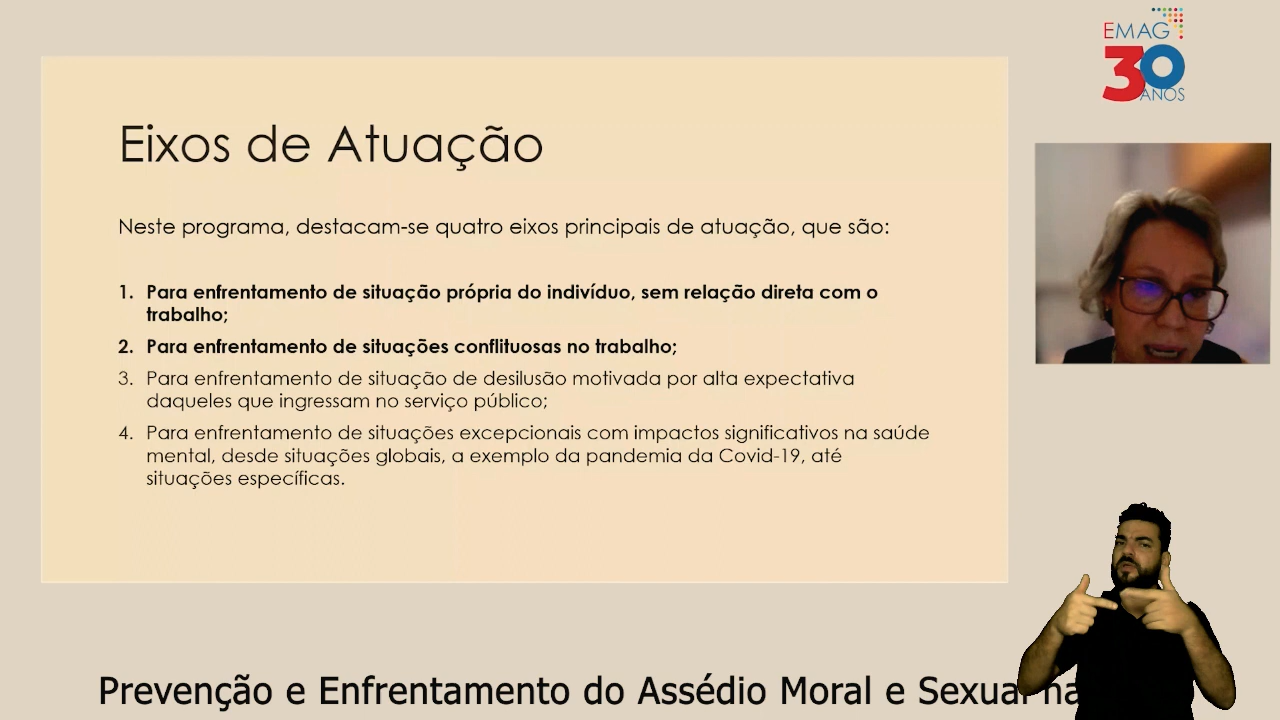 EMAG
30
ANOS
Eixos de Atuação
Neste programa, destacam-se quatro eixos principais de atuação, que são:
1. Para enfrentamento de situação própria do indivíduo, sem relação direta com o
trabalho;
2. Para enfrentamento de situações conflituosas no trabalho;
3. Para enfrentamento de situação de desilusão motivada por alta expectativa
daqueles que ingressam no serviço público;
4. Para enfrentamento de situações excepcionais com impactos significativos na saúde
mental, desde situações globais, a exemplo da pandemia da Covid-19, até
situações específicas.
Prevenção e Enfrentamento do Assédio Moral e Sexual na